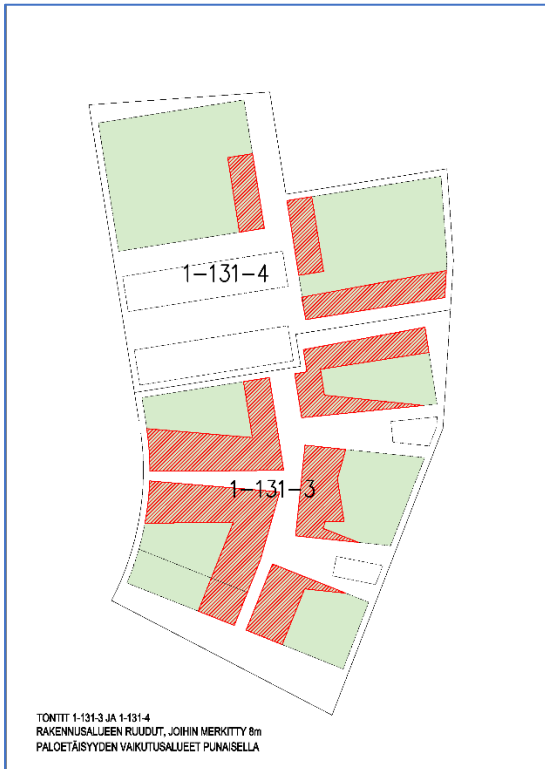 1-131-4
1-131-3
TONTIT 1-131-3 JA 1-131-4
RAKENNUSALUEEN RUUDUT, JOIHIN MERKITTY 8m
PALOETÄISYYDEN VAIKUTUSALUEET PUNAISELLA